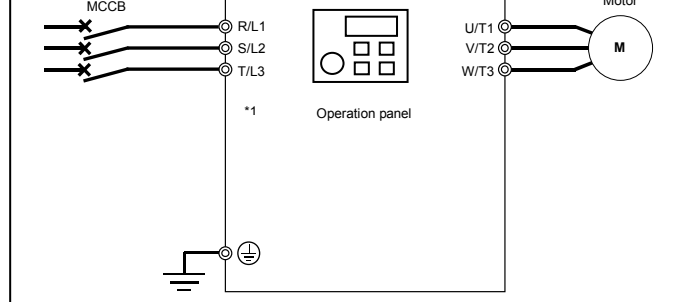 MCCB
Motor
R/L1
U/T1
S/L2
V/T2
M
T/L3
W/T3
*1
Operation panel